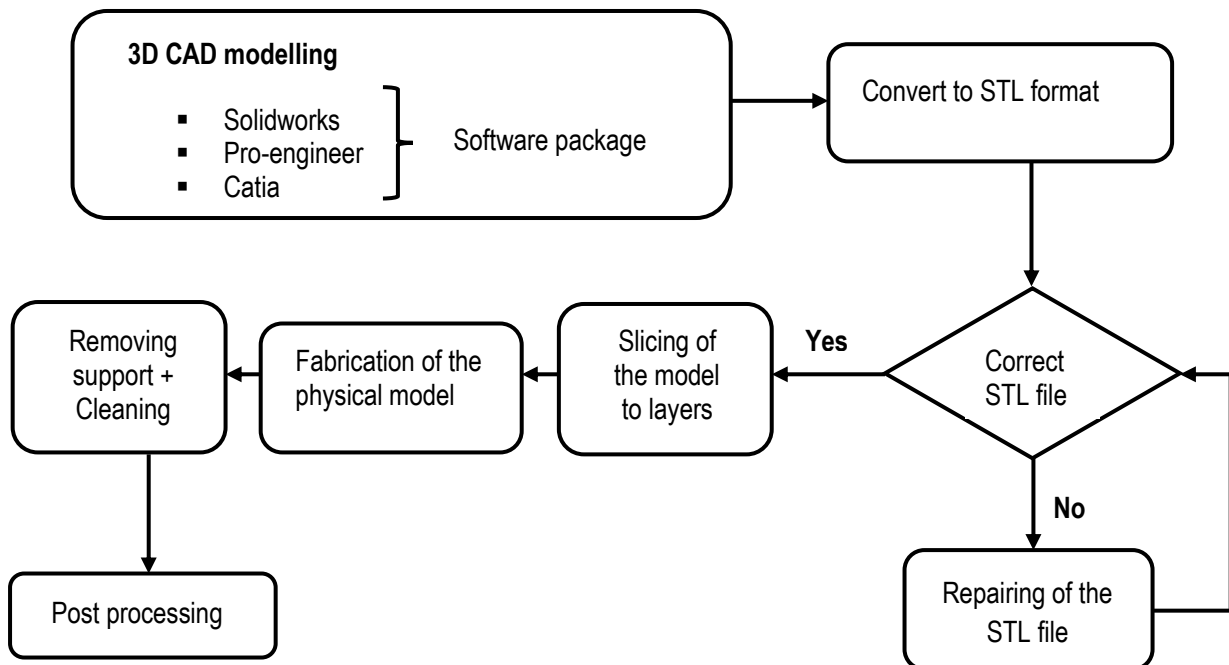 3D CAD modelling
▪ Solidworks
▪ Pro-engineer
▪ Catia
Software package
Convert to STL format
Correct
STL file
Yes
No
Repairing of the
STL file
Slicing of
the model
to layers
Fabrication of the
physical model
Removing
support +
Cleaning
Post processing